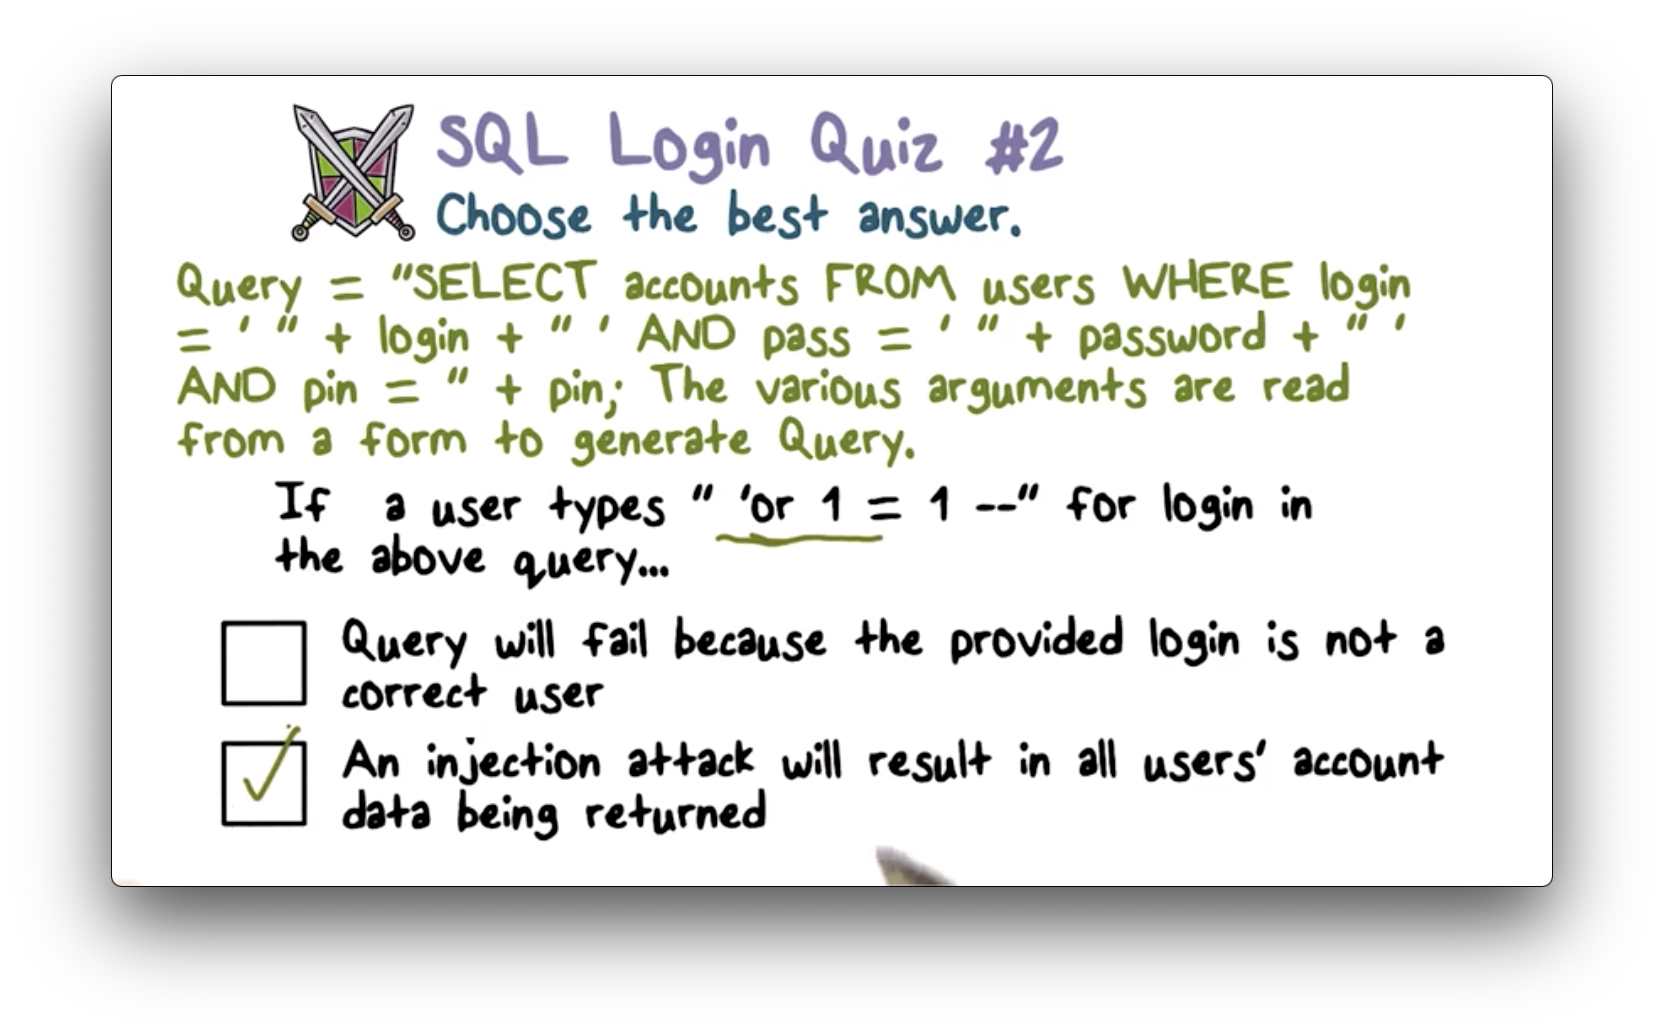 SQL Login Quiz #2
Choose the best answer.
Query = "SELECT accounts FROM users WHERE login
= ' " + login + " ' AND pass = ' " + password + " '
AND pin = " + pin; The various arguments are read
from a form to generate Query.
If a user types " 'or 1 = 1 --" for login in
the above query...
Query will fail because the provided login is not a
correct user
An injection attack will result in all users' account
data being returned